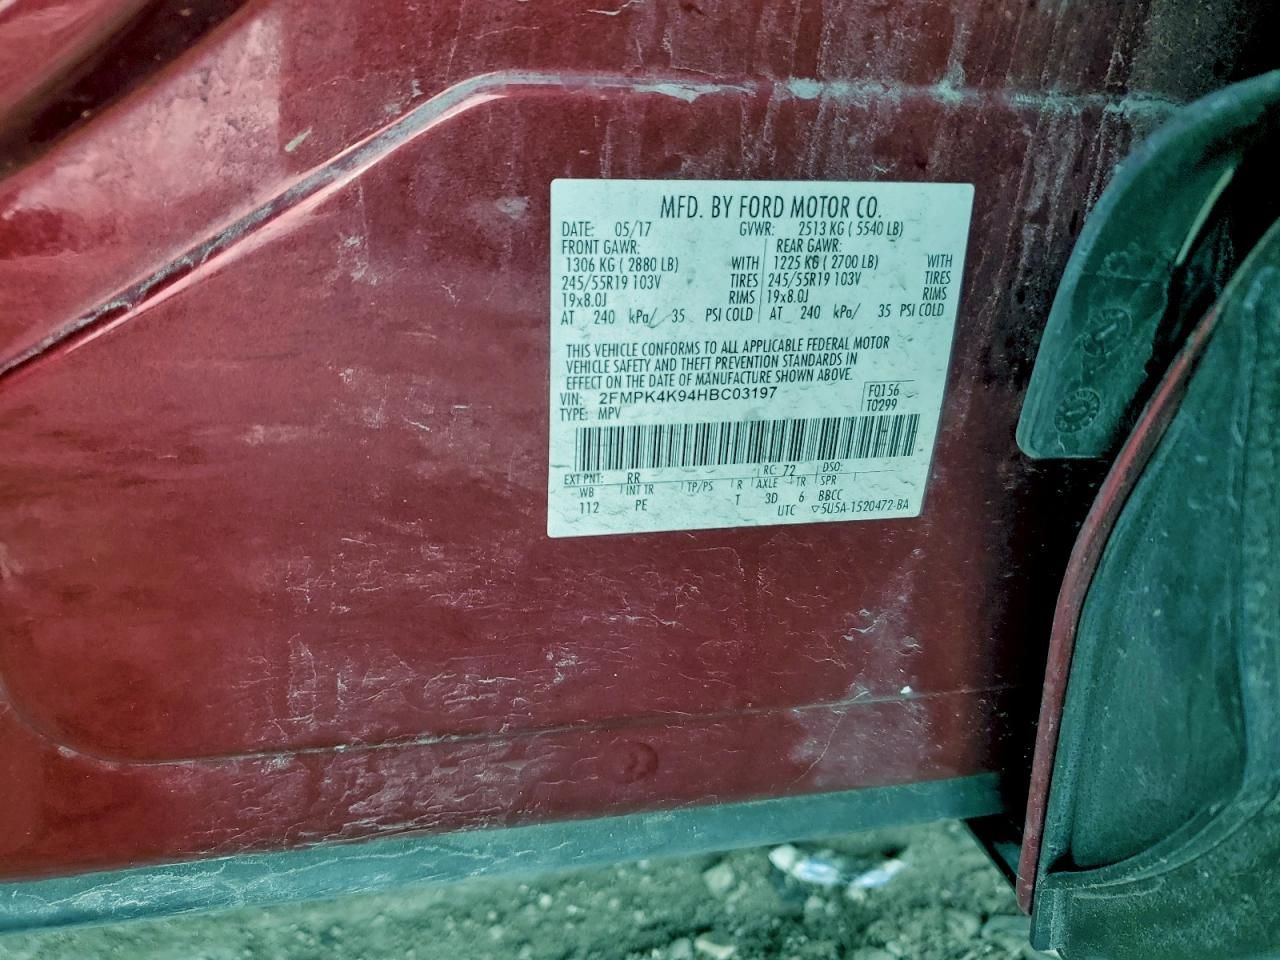 MFD. BY FORD MOTOR CO.
DATE: 05/17 GVWR: 2513 KG ( 5540 LB)
FRONT GAWR: REAR GAWR:
1306 KG ( 2880 LB) WITH 1225 KG ( 2700 LB) WITH
245/55R19 103V TIRES 245/55R19 103V TIRES
19x8.0J RIMS 19x8.0J RIMS
AT 240 kPa/ 35 PSI COLD AT 240 kPa/ 35 PSI COLD
THIS VEHICLE CONFORMS TO ALL APPLICABLE FEDERAL MOTOR
VEHICLE SAFETY AND THEFT PREVENTION STANDARDS IN
EFFECT ON THE DATE OF MANUFACTURE SHOWN ABOVE.
VIN: 2FMPK4K94HBC03197 F0156
TYPE: MPV T0299
EXT PNT: RR RC: 72 DSO:
WB INT TR TP/PS R AXLE TR SPR
112 PE T 3D 6 BBCC
UTC ▽5U5A-1520472-BA